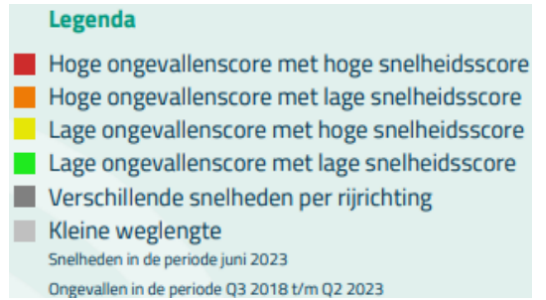 Legenda
Hoge ongevallenscore met hoge snelheidsscore
Hoge ongevallenscore met lage snelheidsscore
Lage ongevallenscore met hoge snelheidsscore
Lage ongevallenscore met lage snelheidsscore
Verschillende snelheden per rijrichting
Kleine weglengte
Snelheden in de periode juni 2023
Ongevallen in de periode Q3 2018 t/m Q2 2023